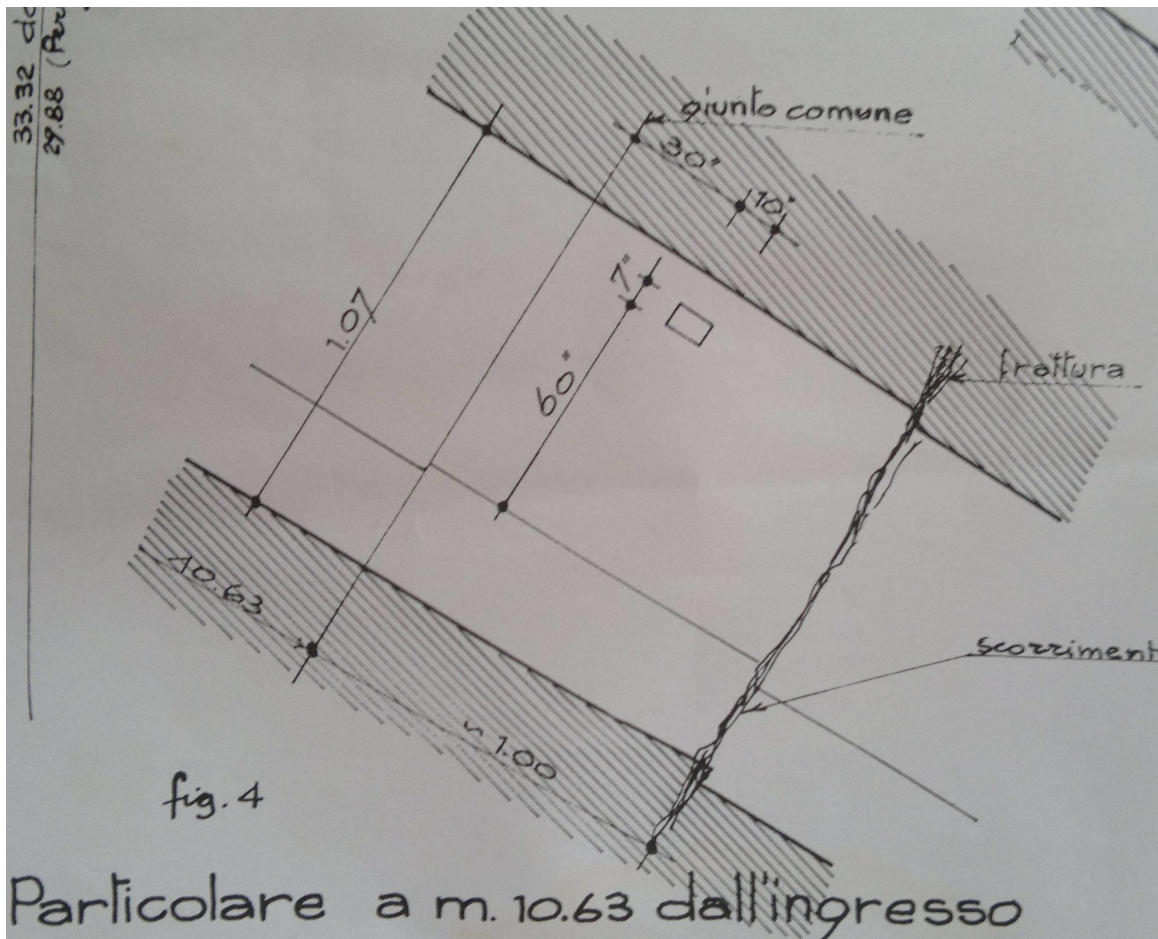 33.32
29.88 (Per
giunto comune
30"
10"
7"
1.07
60"
frattura
10.63
scorriment
~ 1.00
fig. 4
Particolare a m. 10.63 dall'ingresso